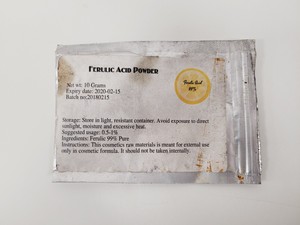 Ferulic Acid Powder
Net wt: 10 Grams
Expiry date: 2020-02-15
Batch no:20180215
Ferulic Acid
99%
Storage: Store in light, resistant container. Avoid exposure to direct
sunlight, moisture and excessive heat.
Suggested usage: 0.5-1%
Ingredients: Ferulic 99% Pure
Instructions: This cosmetics raw materials is meant for external use
only in cosmetic formula. It should not be taken internally.